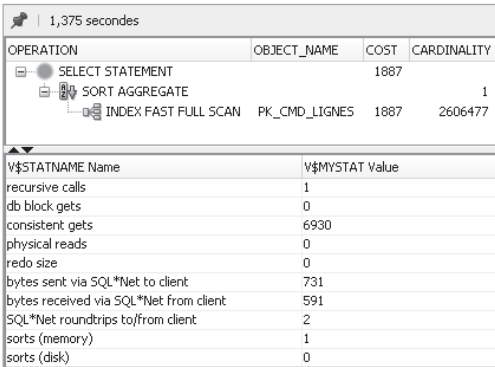 1,375 secondes
OPERATION OBJECT_NAME COST CARDINALITY
SELECT STATEMENT 1887
SORT AGGREGATE 1
INDEX FAST FULL SCAN PK_CMD_LIGNES 1887 2606477
V$STATNAME Name V$MYSTAT Value
recursive calls 1
db block gets 0
consistent gets 6930
physical reads 0
redo size 0
bytes sent via SQL*Net to client 731
bytes received via SQL*Net from client 591
SQL*Net roundtrips to/from client 2
sorts (memory) 1
sorts (disk) 0